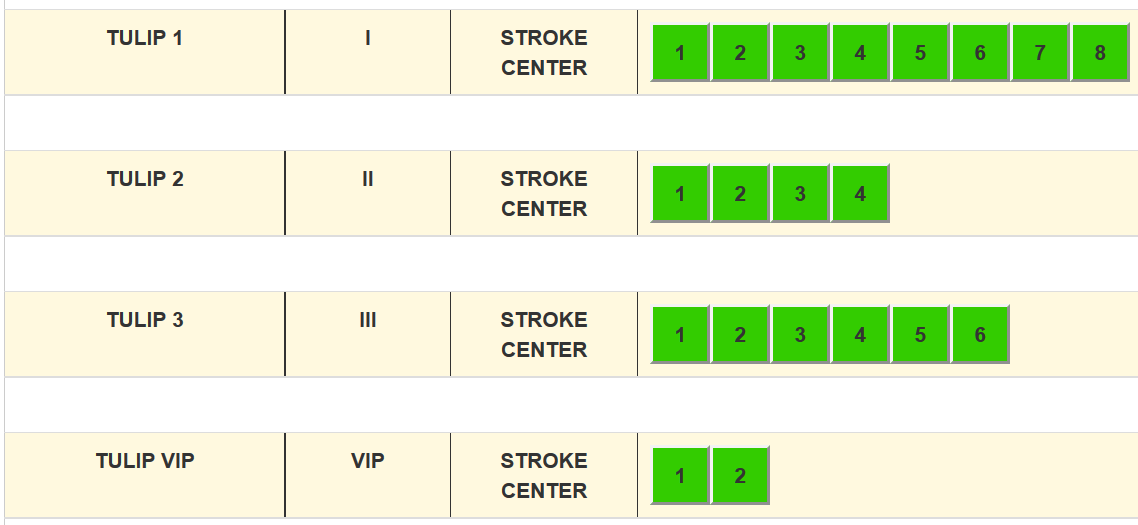 TULIP 1 I STROKE CENTER 1 2 3 4 5 6 7 8
TULIP 2 II STROKE CENTER 1 2 3 4
TULIP 3 III STROKE CENTER 1 2 3 4 5 6
TULIP VIP VIP STROKE CENTER 1 2